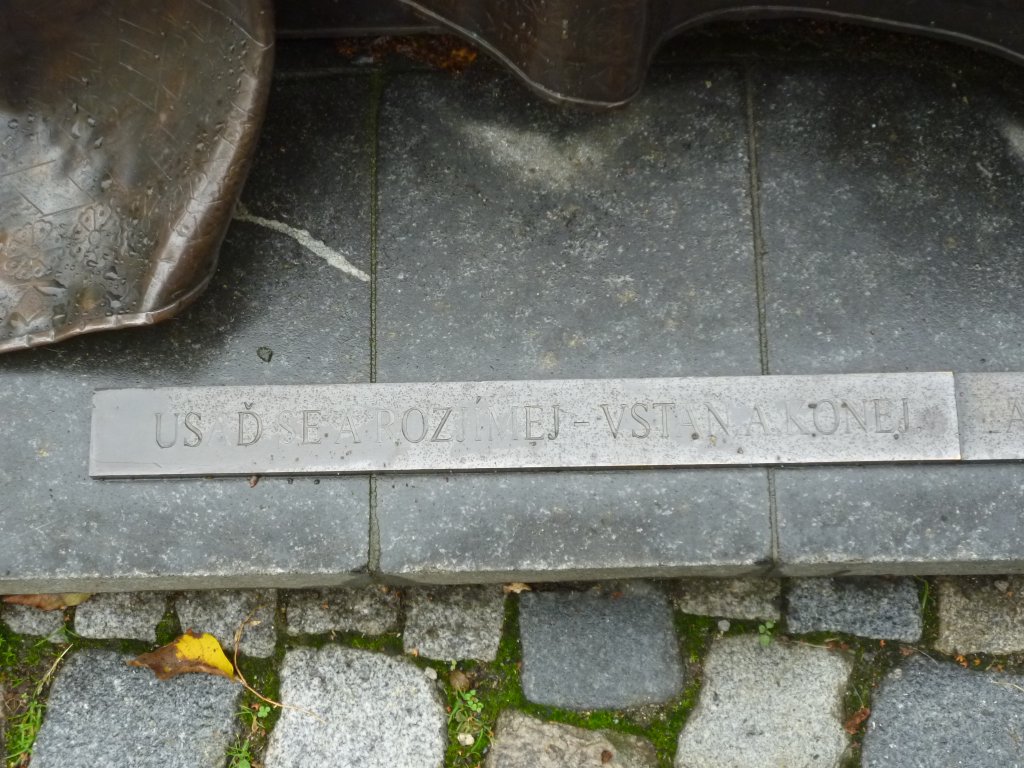 USAĎ SE A ROZJÍMEJ – VSTAŇ A KONEJ